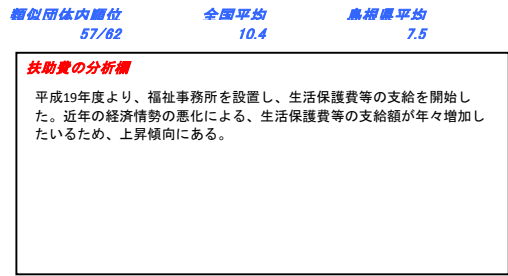 類似団体内順位 全国平均 島根県平均
57/62 10.4 7.5
扶助費の分析欄
平成19年度より、福祉事務所を設置し、生活保護費等の支給を開始し
た。近年の経済情勢の悪化による、生活保護費等の支給額が年々増加し
たいるため、上昇傾向にある。